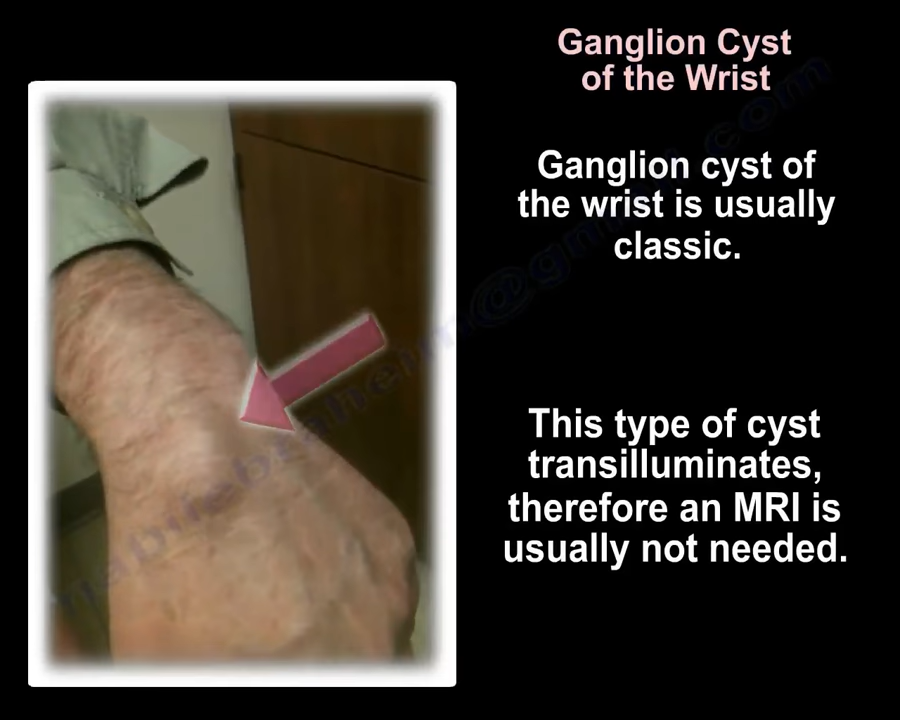 Ganglion Cyst
of the Wrist
Ganglion cyst of
the wrist is usually
classic.
This type of cyst
transilluminates,
therefore an MRI is
usually not needed.